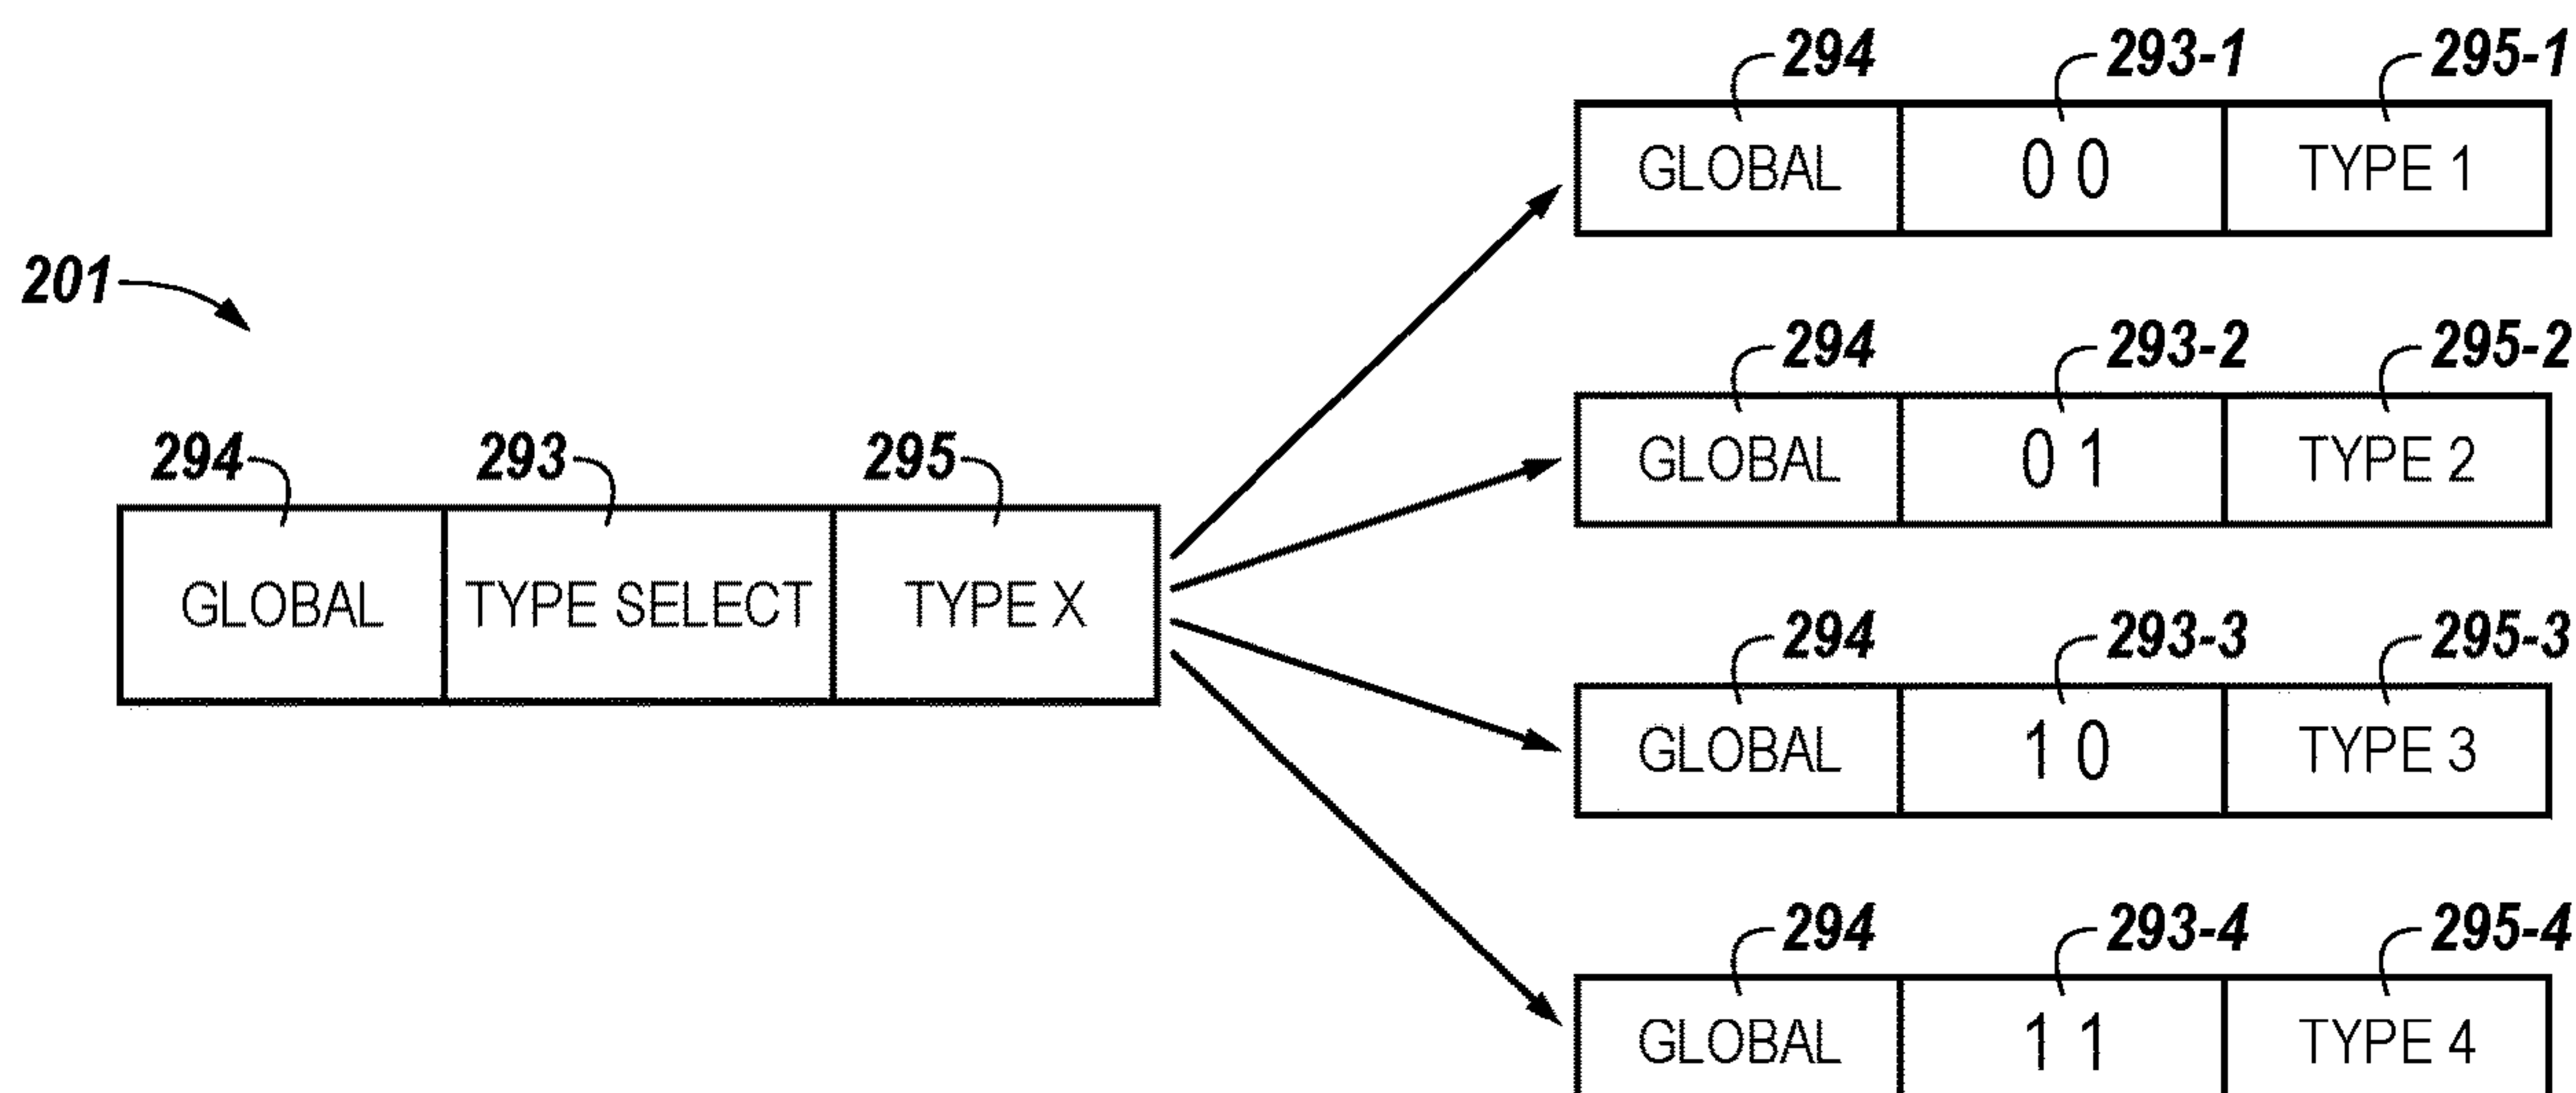 294 293-1 295-1
GLOBAL 0 0 TYPE 1
201
294 293-2 295-2
GLOBAL 0 1 TYPE 2
294 293 295
GLOBAL TYPE SELECT TYPE X
294 293-3 295-3
GLOBAL 1 0 TYPE 3
294 293-4 295-4
GLOBAL 1 1 TYPE 4